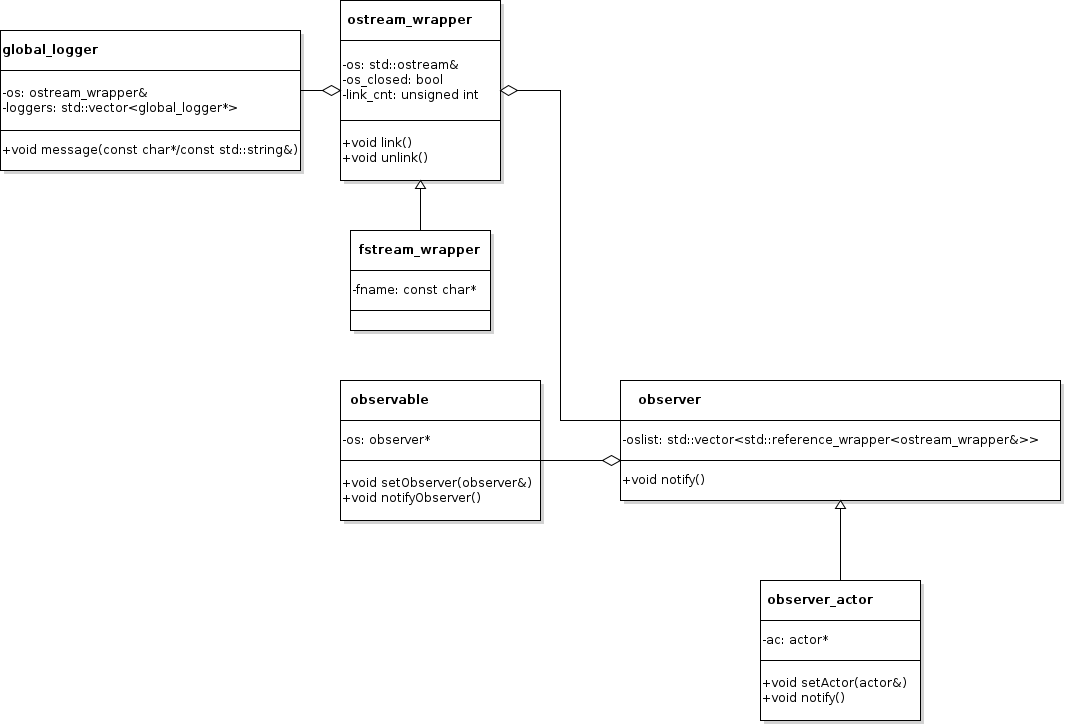 ostream_wrapper
-os: std::ostream&
-os_closed: bool
-link_cnt: unsigned int
+void link()
+void unlink()
global_logger
-os: ostream_wrapper&
-loggers: std::vector<global_logger*>
+void message(const char*/const std::string&)
fstream_wrapper
-fname: const char*
observable
-os: observer*
+void setObserver(observer&)
+void notifyObserver()
observer
-oslist: std::vector<std::reference_wrapper<ostream_wrapper&>>
+void notify()
observer_actor
-ac: actor*
+void setActor(actor&)
+void notify()